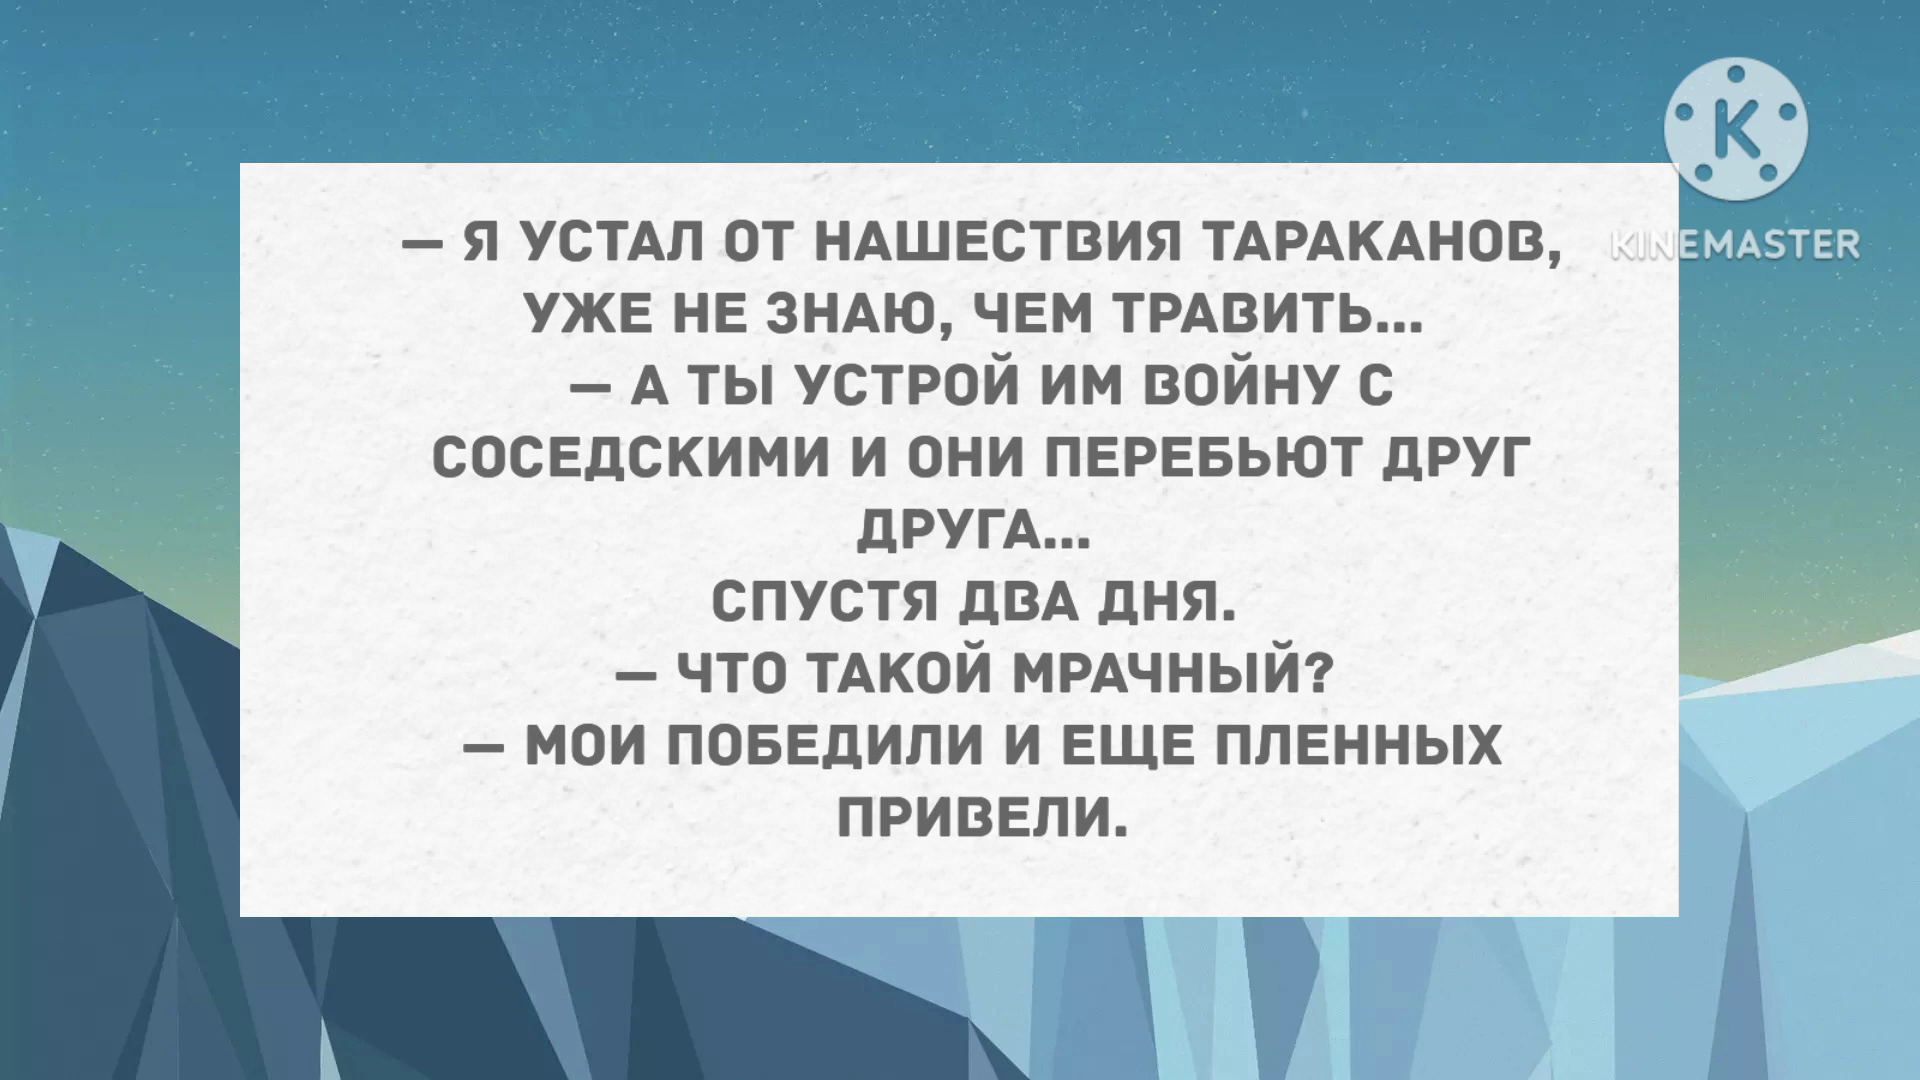 — Я УСТАЛ ОТ НАШЕСТВИЯ ТАРАКАНОВ,
УЖЕ НЕ ЗНАЮ, ЧЕМ ТРАВИТЬ...
— А ТЫ УСТРОЙ ИМ ВОЙНУ С
СОСЕДСКИМИ И ОНИ ПЕРЕБЬЮТ ДРУГ
ДРУГА...
СПУСТЯ ДВА ДНЯ.
— ЧТО ТАКОЙ МРАЧНЫЙ?
— МОИ ПОБЕДИЛИ И ЕЩЕ ПЛЕННЫХ
ПРИВЕЛИ.
K
KINEMASTER